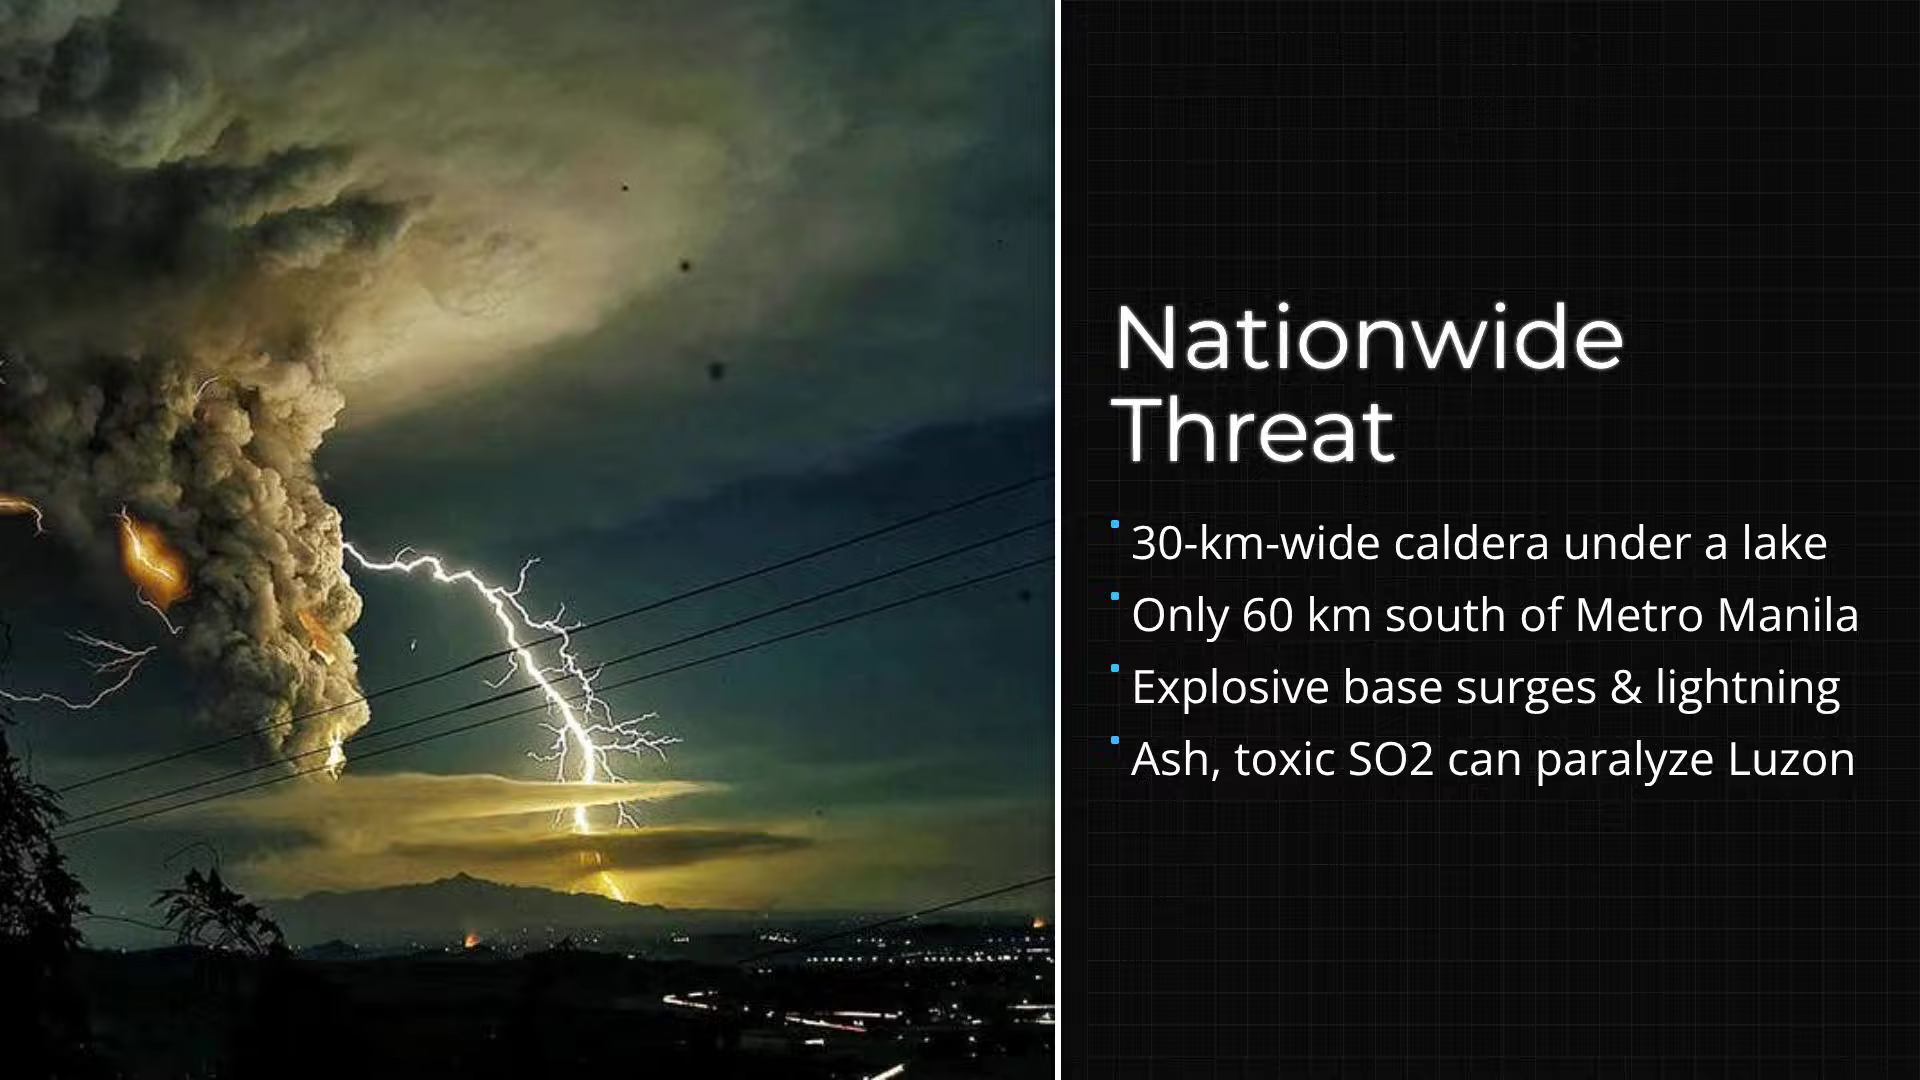 Nationwide
Threat
30-km-wide caldera under a lake
Only 60 km south of Metro Manila
Explosive base surges & lightning
Ash, toxic SO2 can paralyze Luzon